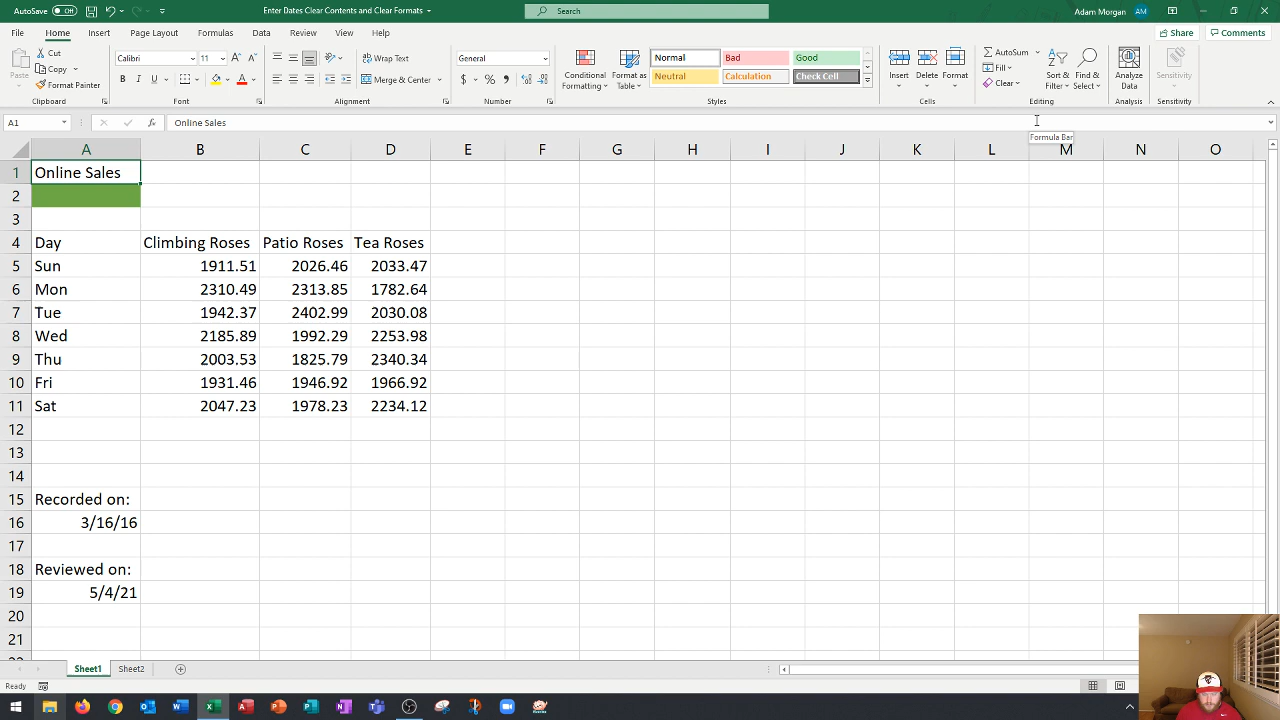 AutoSave Off
Enter Dates Clear Contents and Clear Formats
Search
Adam Morgan AM
File Home Insert Page Layout Formulas Data Review View Help
Share Comments
Paste
Cut
Copy
Format Painter
Clipboard
Calibri 11
B I U
Font
Wrap Text
Merge & Center
Alignment
General
$ % ,
Number
Conditional Formatting
Format as Table
Normal Bad Good
Neutral Calculation Check Cell
Styles
Insert Delete Format
Cells
AutoSum
Fill
Clear
Sort & Filter
Find & Select
Editing
Analyze Data
Analysis
Sensitivity
Sensitivity
A1 fx Online Sales
Formula Bar
A B C D E F G H I J K L M N O
1 Online Sales
2
3
4 Day Climbing Roses Patio Roses Tea Roses
5 Sun 1911.51 2026.46 2033.47
6 Mon 2310.49 2313.85 1782.64
7 Tue 1942.37 2402.99 2030.08
8 Wed 2185.89 1992.29 2253.98
9 Thu 2003.53 1825.79 2340.34
10 Fri 1931.46 1946.92 1966.92
11 Sat 2047.23 1978.23 2234.12
12
13
14
15 Recorded on:
16 3/16/16
17
18 Reviewed on:
19 5/4/21
20
21
Sheet1 Sheet2
Ready